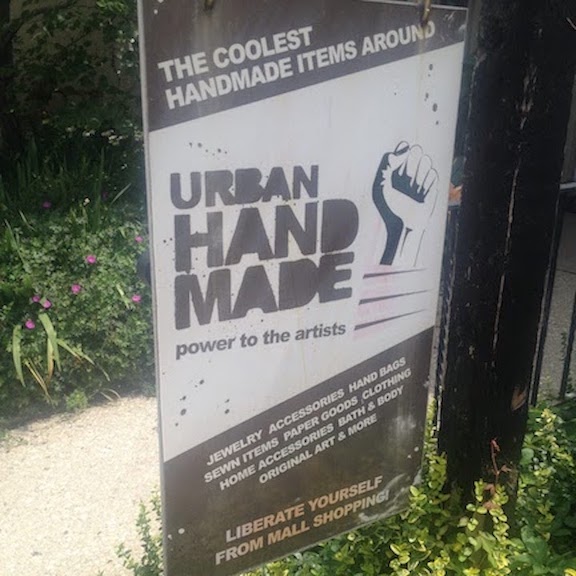 THE COOLEST
HANDMADE ITEMS AROUND
URBAN
HAND
MADE
power to the artists
JEWELRY ACCESSORIES HAND BAGS
SEWN ITEMS PAPER GOODS CLOTHING
HOME ACCESSORIES BATH & BODY
ORIGINAL ART & MORE
LIBERATE YOURSELF
FROM MALL SHOPPING!